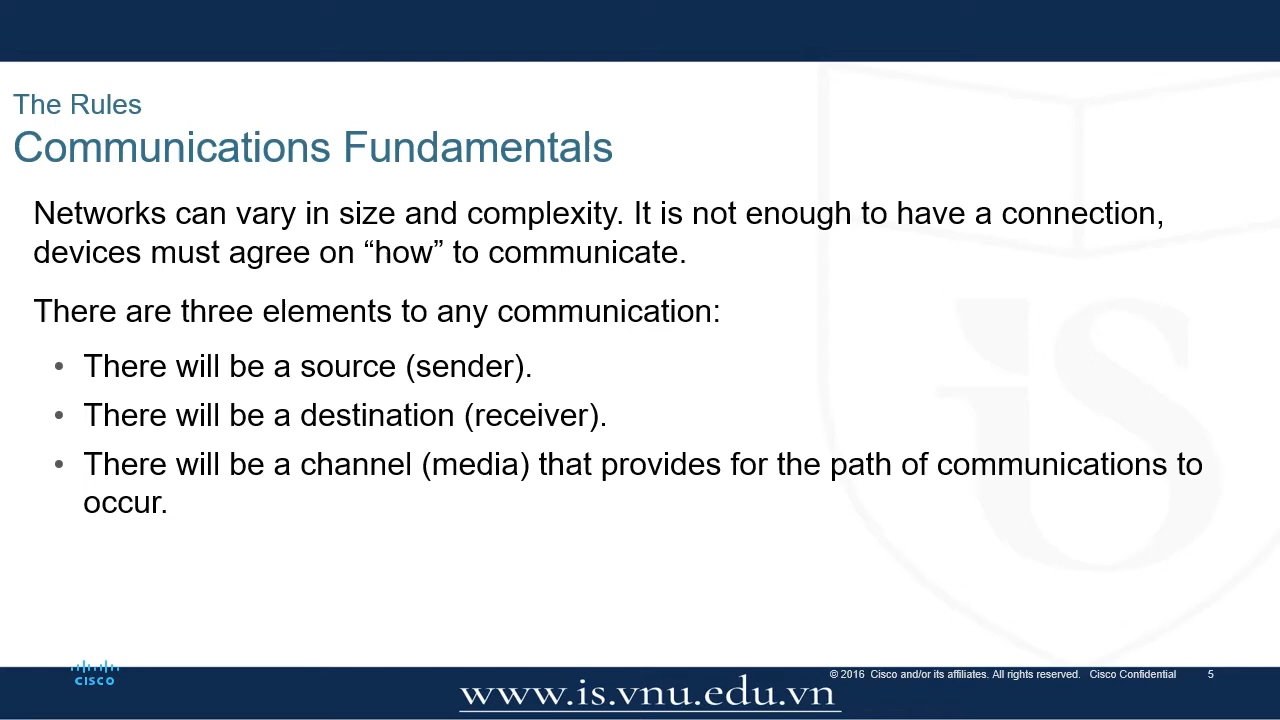 The Rules
Communications Fundamentals
Networks can vary in size and complexity. It is not enough to have a connection,
devices must agree on “how” to communicate.
There are three elements to any communication:
• There will be a source (sender).
• There will be a destination (receiver).
• There will be a channel (media) that provides for the path of communications to
occur.
iS
CISCO
© 2016 Cisco and/or its affiliates. All rights reserved. Cisco Confidential 5
www.is.vnu.edu.vn